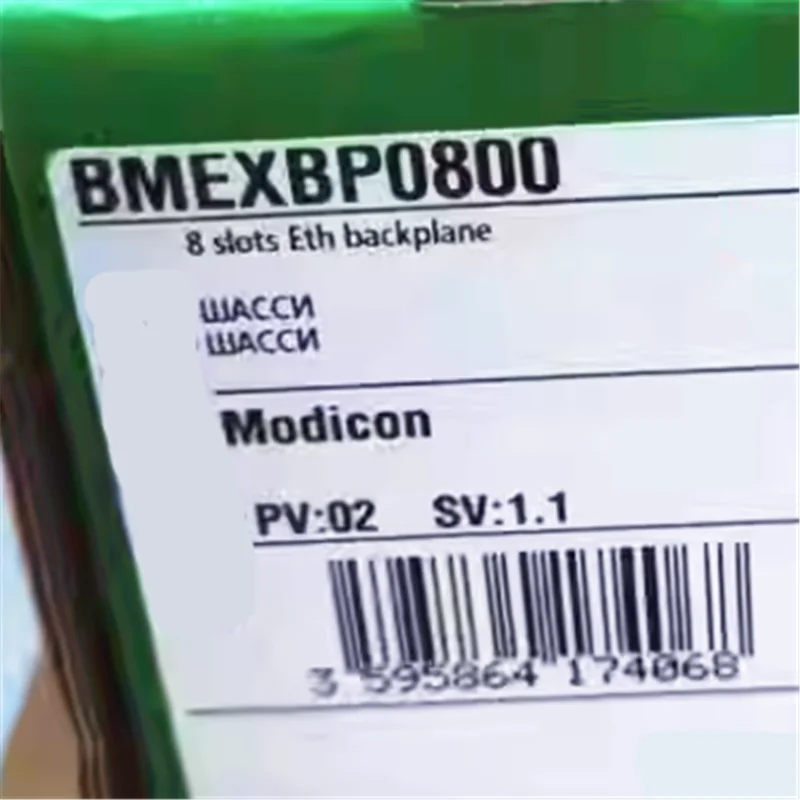 BMEXBP0800
8 slots Eth backplane
ШАССИ
ШАССИ
Modicon
PV:02 SV:1.1
3 595864 174068